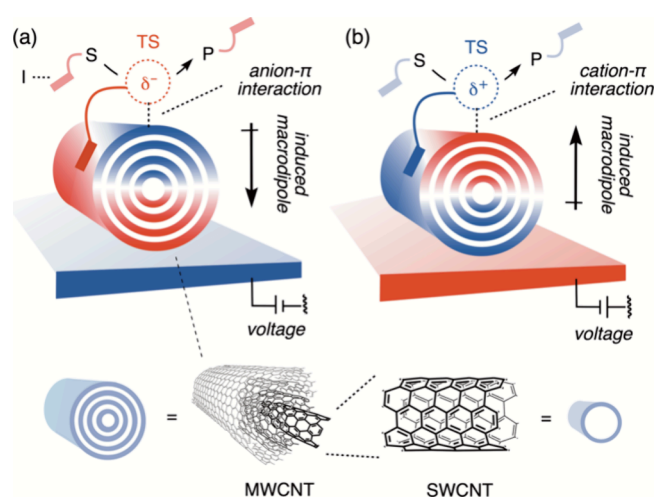 (a)
TS
S
P
I
δ⁻
anion-π
interaction
induced
macrodipole
voltage
(b)
TS
S
P
δ⁺
cation-π
interaction
induced
macrodipole
voltage
=
MWCNT
SWCNT
=